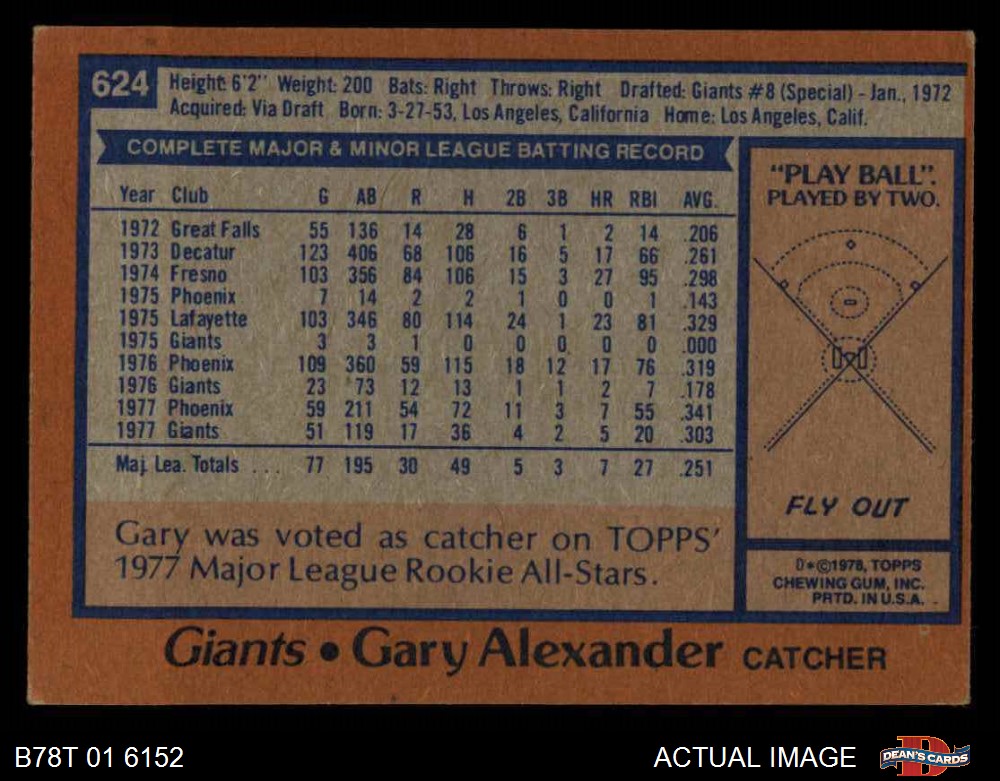 624
Height: 6'2" Weight: 200 Bats: Right Throws: Right Drafted: Giants #8 (Special) - Jan., 1972
Acquired: Via Draft Born: 3-27-53, Los Angeles, California Home: Los Angeles, Calif.
COMPLETE MAJOR & MINOR LEAGUE BATTING RECORD
Year Club G AB R H 2B 3B HR RBI AVG.
1972 Great Falls 55 136 14 28 6 1 2 14 .206
1973 Decatur 123 406 68 106 16 5 17 66 .261
1974 Fresno 103 356 84 106 15 3 27 95 .298
1975 Phoenix 7 14 2 2 1 0 0 1 .143
1975 Lafayette 103 346 80 114 24 1 23 81 .329
1975 Giants 3 3 1 0 0 0 0 0 .000
1976 Phoenix 109 360 59 115 18 12 17 76 .319
1976 Giants 23 73 12 13 1 1 2 7 .178
1977 Phoenix 59 211 54 72 11 3 7 55 .341
1977 Giants 51 119 17 36 4 2 5 20 .303
Maj. Lea. Totals . . . 77 195 30 49 5 3 7 27 .251
Gary was voted as catcher on TOPPS'
1977 Major League Rookie All-Stars.
"PLAY BALL".
PLAYED BY TWO.
FLY OUT
D*©1978, TOPPS
CHEWING GUM, INC.
PRTD. IN U.S.A.
Giants • Gary Alexander CATCHER
B78T 01 6152
ACTUAL IMAGE
DEAN'S CARDS